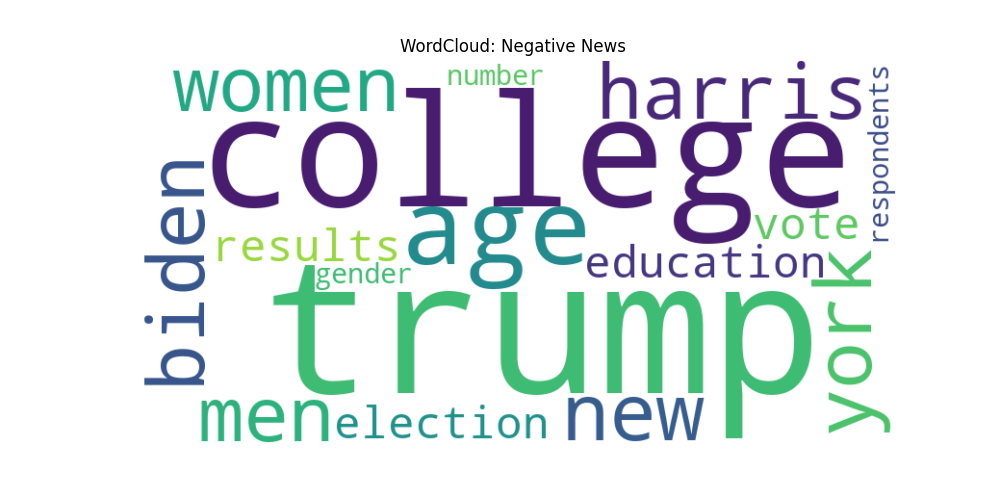 WordCloud: Negative News
women
number
harris
respondents
college
biden
age
vote
results
education
gender
trump
york
men
election
new